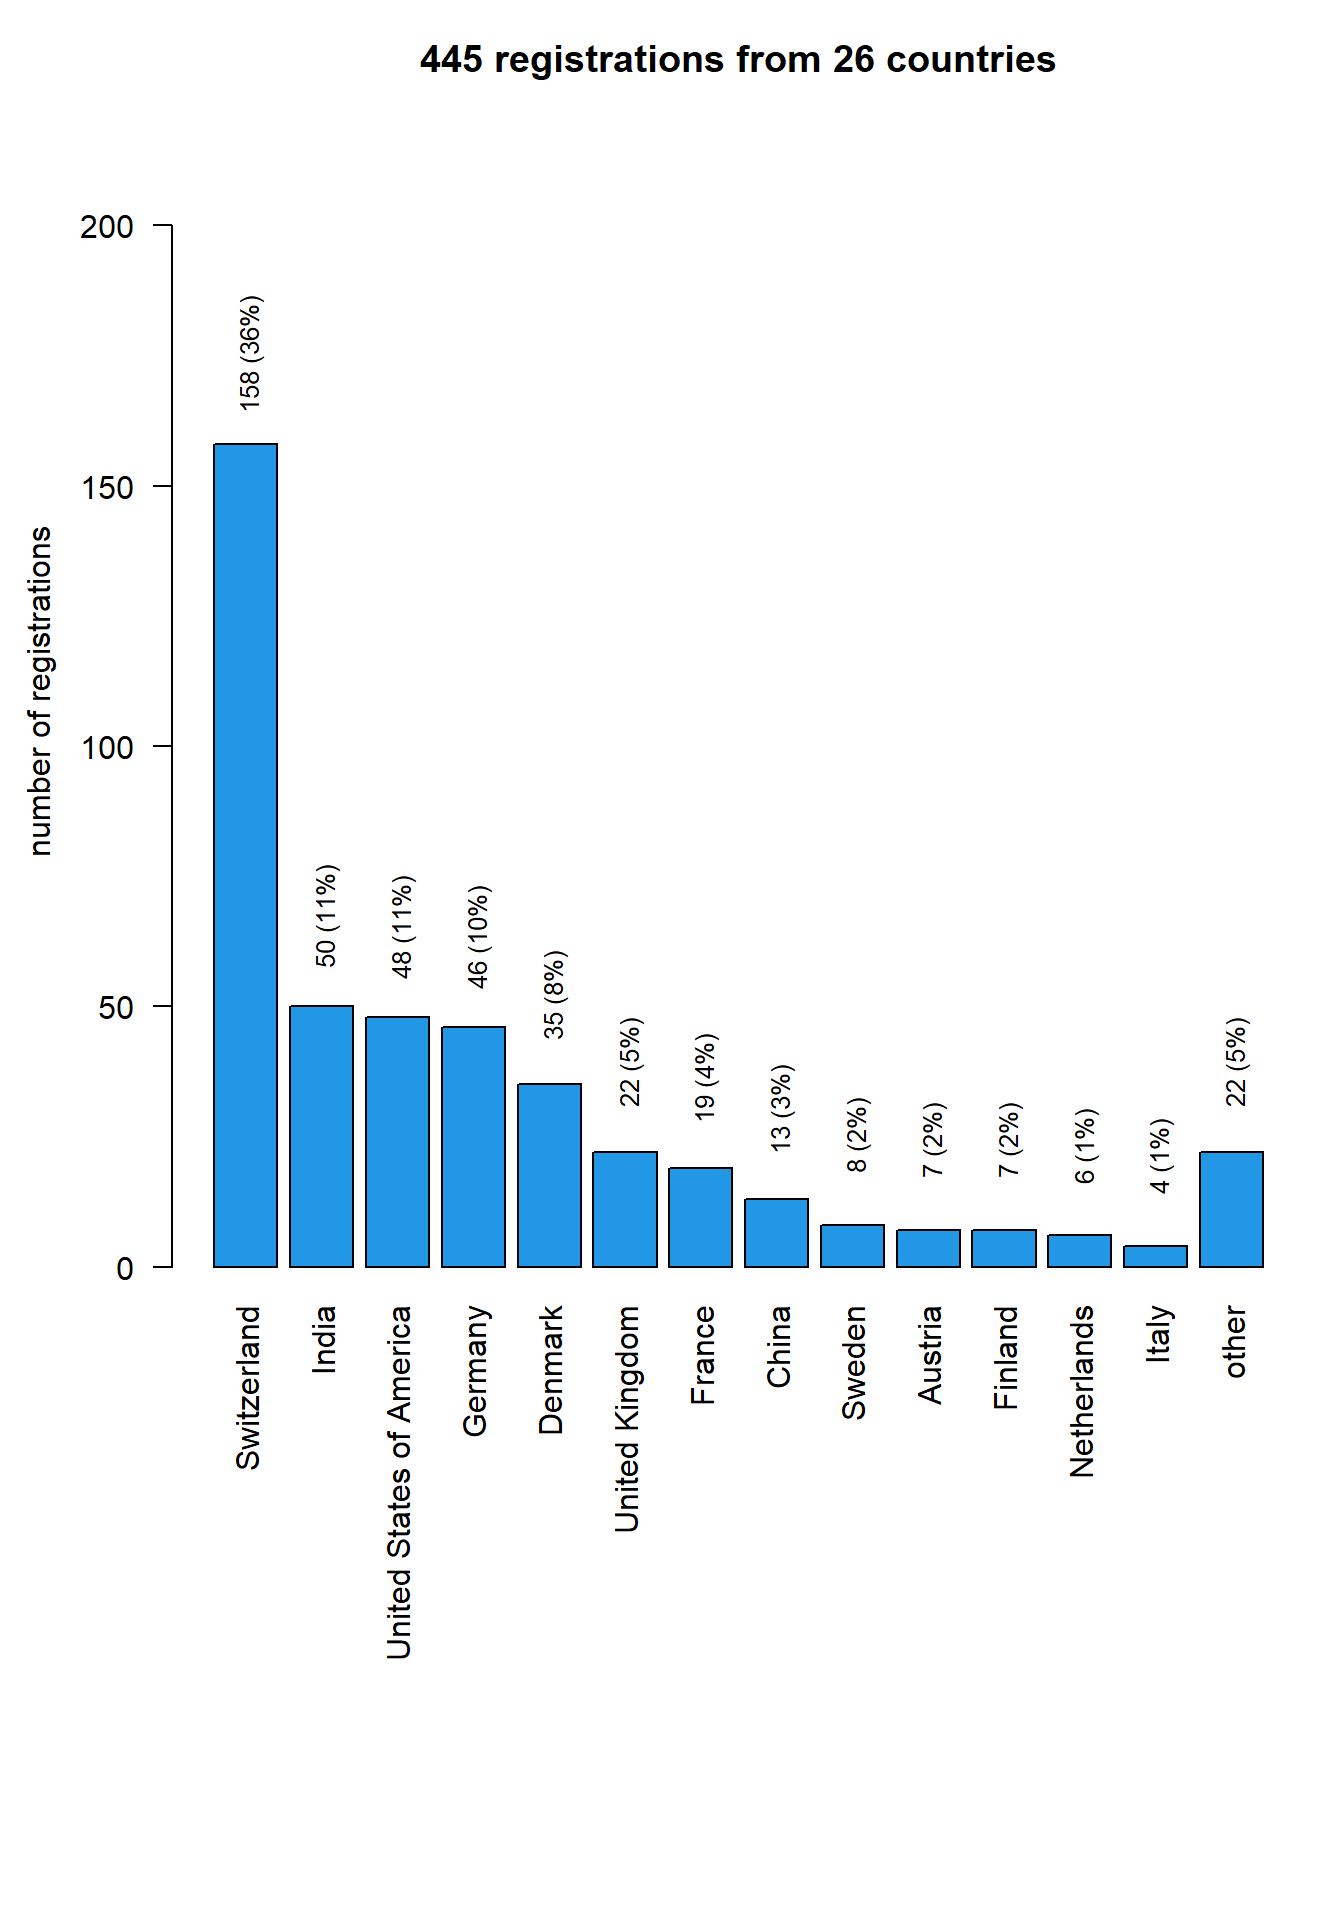 445 registrations from 26 countries
number of registrations
200
150
100
50
0
158 (36%)
50 (11%)
48 (11%)
46 (10%)
35 (8%)
22 (5%)
19 (4%)
13 (3%)
8 (2%)
7 (2%)
7 (2%)
6 (1%)
4 (1%)
22 (5%)
Switzerland
India
United States of America
Germany
Denmark
United Kingdom
France
China
Sweden
Austria
Finland
Netherlands
Italy
other